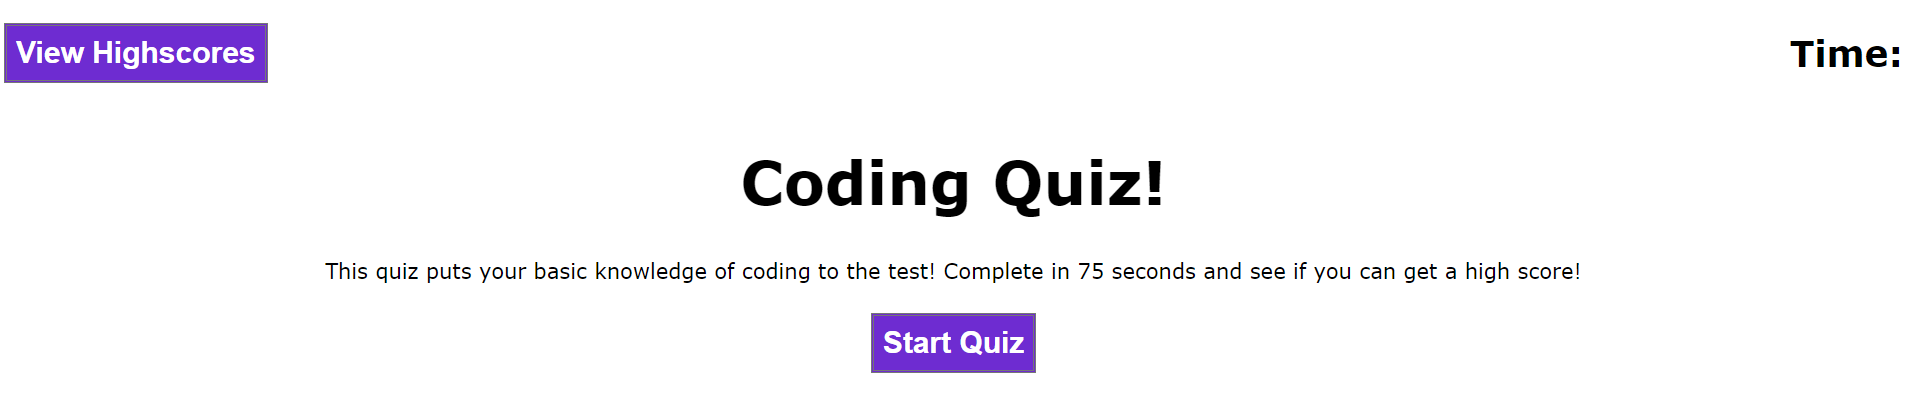 View Highscores
Time:
Coding Quiz!
This quiz puts your basic knowledge of coding to the test! Complete in 75 seconds and see if you can get a high score!
Start Quiz